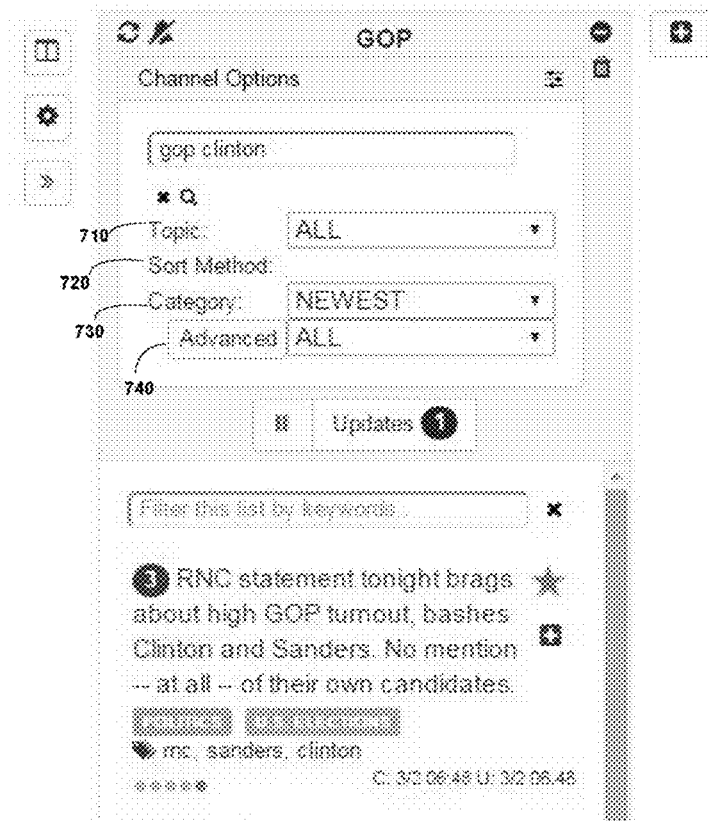 GOP
Channel Options
gop clinton
710 Topic: ALL
720 Sort Method:
730 Category: NEWEST
740 Advanced ALL
Updates 1
Filter this list by keywords...
3 RNC statement tonight brags
about high GOP turnout, bashes
Clinton and Sanders. No mention
-- at all -- of their own candidates.
rnc, sanders, clinton
C: 3/2 06:48 U: 3/2 06:48